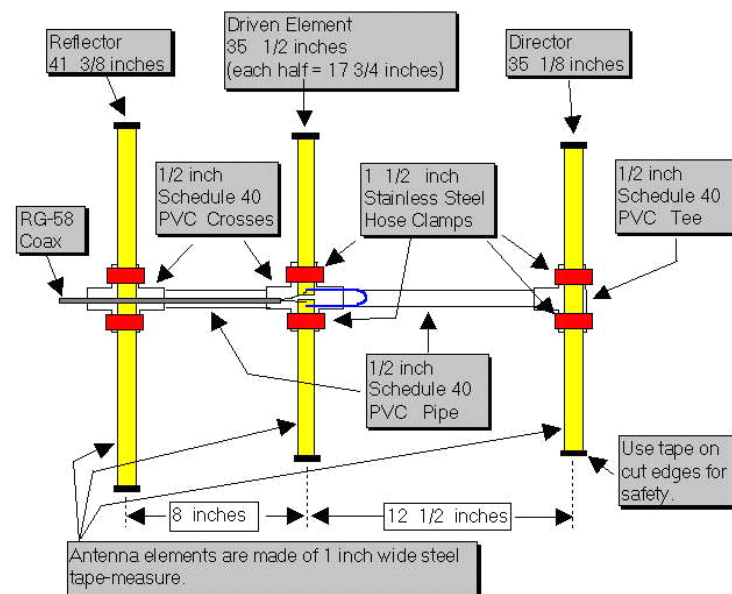 Driven Element
35 1/2 inches
(each half = 17 3/4 inches)
Reflector
41 3/8 inches
Director
35 1/8 inches
1/2 inch
Schedule 40
PVC Crosses
1 1/2 inch
Stainless Steel
Hose Clamps
1/2 inch
Schedule 40
PVC Tee
RG-58
Coax
1/2 inch
Schedule 40
PVC Pipe
Use tape on
cut edges for
safety.
8 inches
12 1/2 inches
Antenna elements are made of 1 inch wide steel
tape-measure.